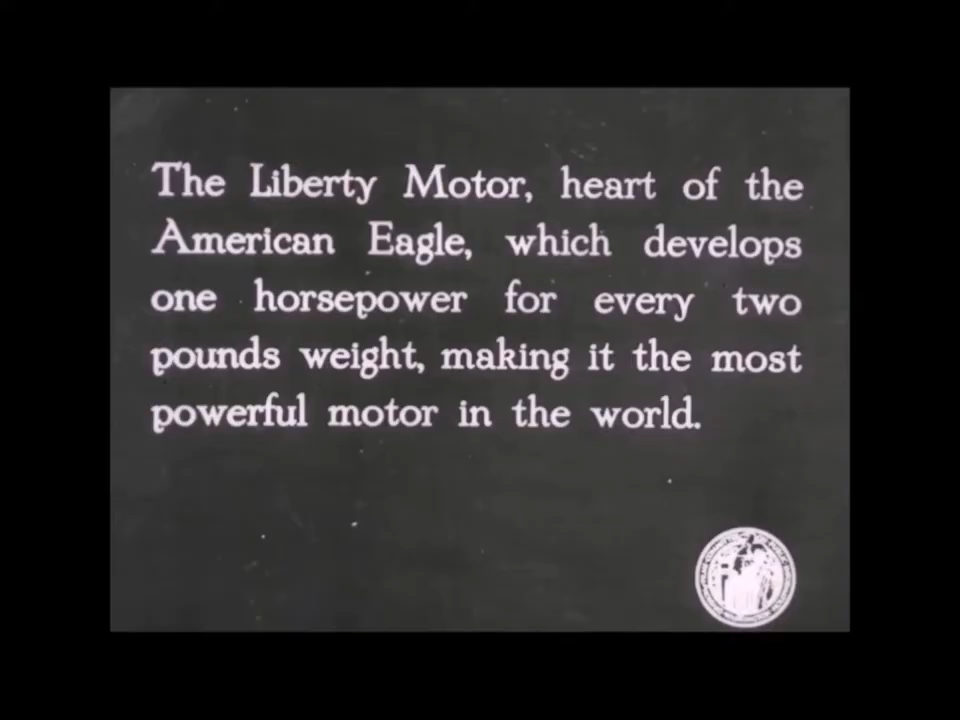 The Liberty Motor, heart of the
American Eagle, which develops
one horsepower for every two
pounds weight, making it the most
powerful motor in the world.